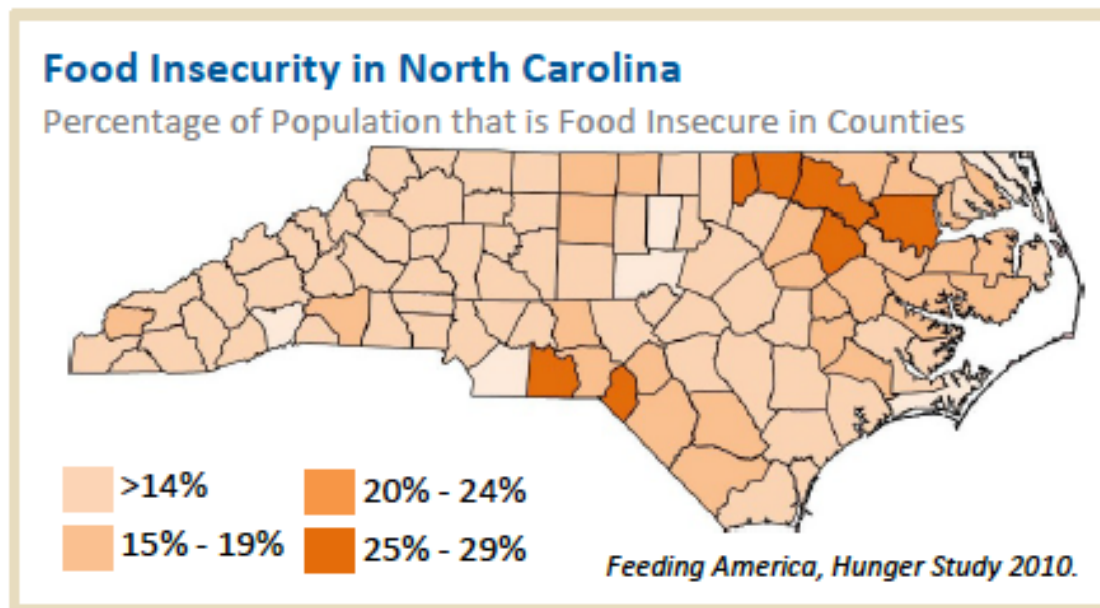 Food Insecurity in North Carolina
Percentage of Population that is Food Insecure in Counties
>14%
20% - 24%
15% - 19%
25% - 29%
Feeding America, Hunger Study 2010.